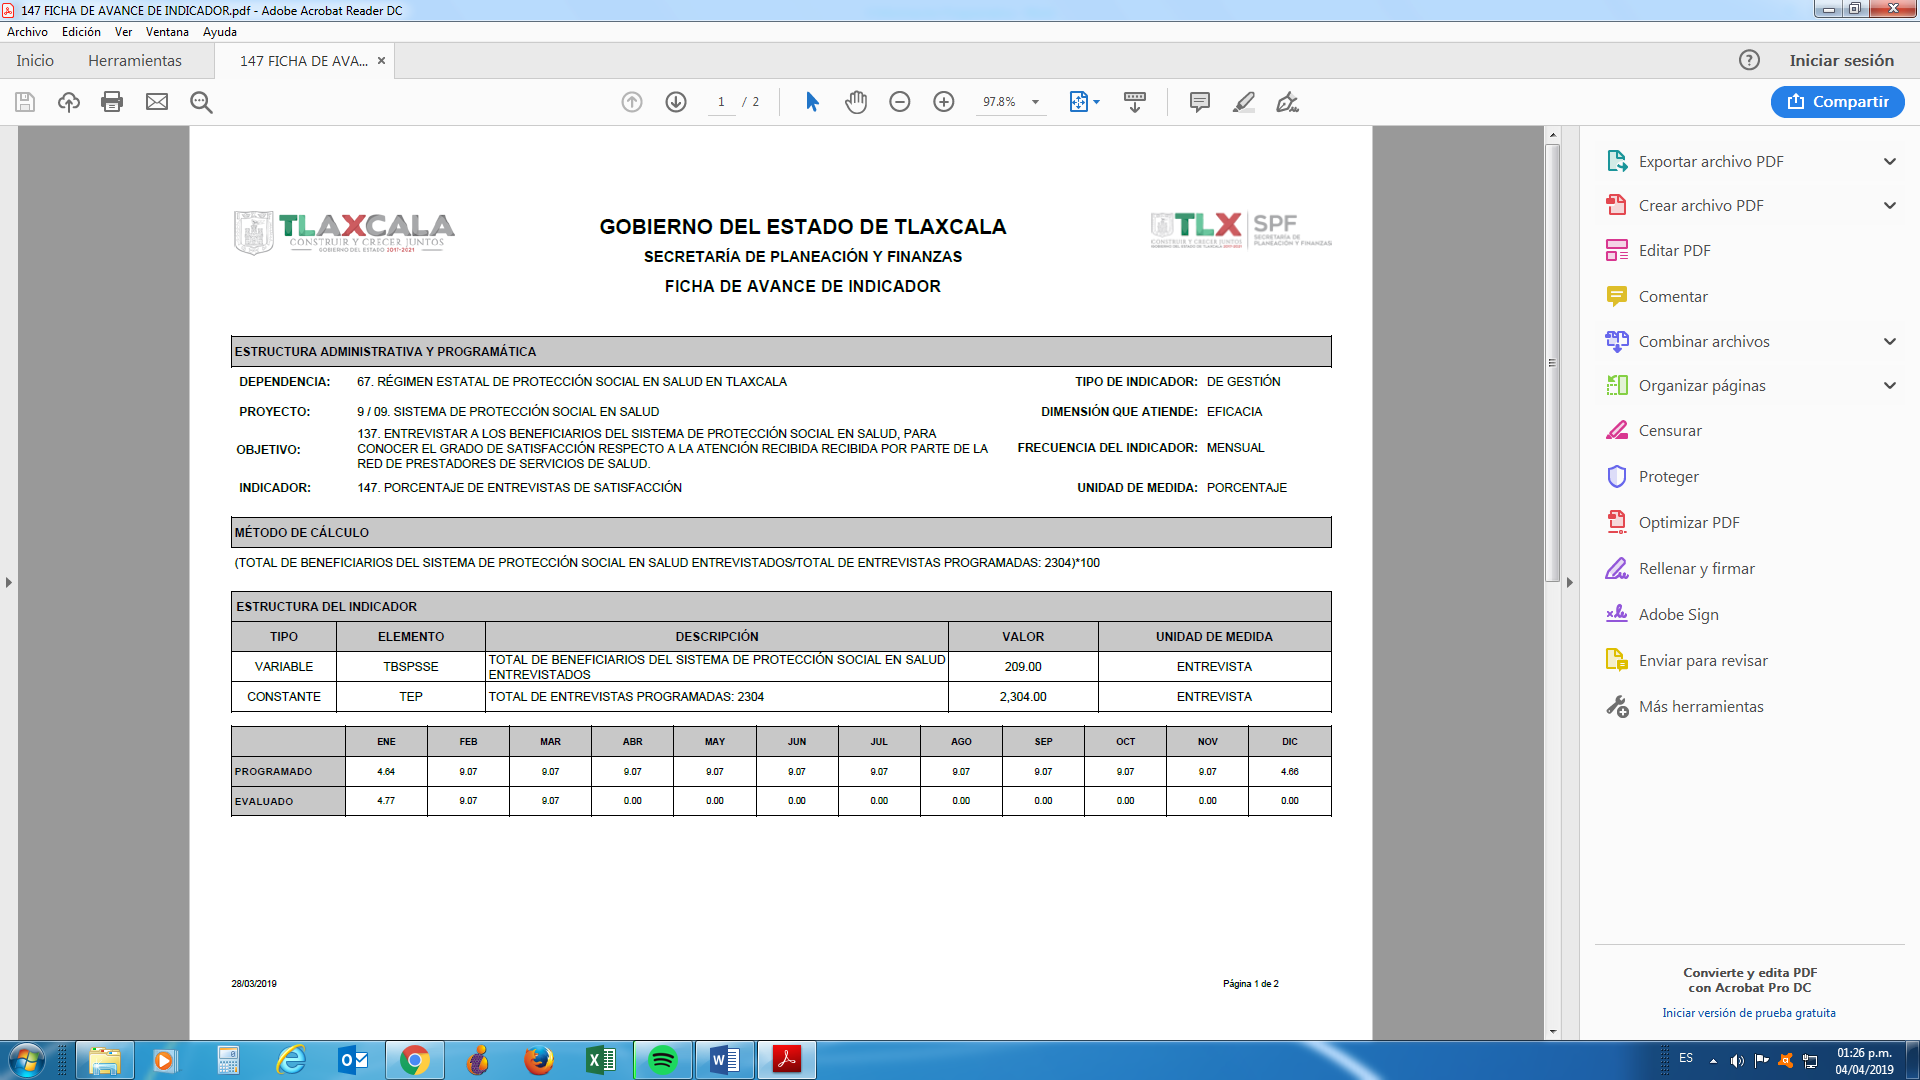 147 FICHA DE AVANCE DE INDICADOR.pdf - Adobe Acrobat Reader DC
Archivo Edición Ver Ventana Ayuda
Inicio Herramientas 147 FICHA DE AVA... × ? Iniciar sesión
1 / 2 97.8% Compartir
TLAXCALA
CONSTRUIR Y CRECER JUNTOS
GOBIERNO DEL ESTADO 2017-2021
GOBIERNO DEL ESTADO DE TLAXCALA
SECRETARÍA DE PLANEACIÓN Y FINANZAS
FICHA DE AVANCE DE INDICADOR
TLX SPF
CONSTRUIR Y CRECER JUNTOS
SECRETARÍA DE
PLANEACIÓN Y FINANZAS
ESTRUCTURA ADMINISTRATIVA Y PROGRAMÁTICA
DEPENDENCIA: 67. RÉGIMEN ESTATAL DE PROTECCIÓN SOCIAL EN SALUD EN TLAXCALA TIPO DE INDICADOR: DE GESTIÓN
PROYECTO: 9 / 09. SISTEMA DE PROTECCIÓN SOCIAL EN SALUD DIMENSIÓN QUE ATIENDE: EFICACIA
OBJETIVO: 137. ENTREVISTAR A LOS BENEFICIARIOS DEL SISTEMA DE PROTECCIÓN SOCIAL EN SALUD, PARA
CONOCER EL GRADO DE SATISFACCIÓN RESPECTO A LA ATENCIÓN RECIBIDA RECIBIDA POR PARTE DE LA
RED DE PRESTADORES DE SERVICIOS DE SALUD.
FRECUENCIA DEL INDICADOR: MENSUAL
INDICADOR: 147. PORCENTAJE DE ENTREVISTAS DE SATISFACCIÓN UNIDAD DE MEDIDA: PORCENTAJE
MÉTODO DE CÁLCULO
(TOTAL DE BENEFICIARIOS DEL SISTEMA DE PROTECCIÓN SOCIAL EN SALUD ENTREVISTADOS/TOTAL DE ENTREVISTAS PROGRAMADAS: 2304)*100
ESTRUCTURA DEL INDICADOR
TIPO ELEMENTO DESCRIPCIÓN VALOR UNIDAD DE MEDIDA
VARIABLE TBSPSSE TOTAL DE BENEFICIARIOS DEL SISTEMA DE PROTECCIÓN SOCIAL EN SALUD
ENTREVISTADOS 209.00 ENTREVISTA
CONSTANTE TEP TOTAL DE ENTREVISTAS PROGRAMADAS: 2304 2,304.00 ENTREVISTA
ENE FEB MAR ABR MAY JUN JUL AGO SEP OCT NOV DIC
PROGRAMADO 4.64 9.07 9.07 9.07 9.07 9.07 9.07 9.07 9.07 9.07 9.07 4.66
EVALUADO 4.77 9.07 9.07 0.00 0.00 0.00 0.00 0.00 0.00 0.00 0.00 0.00
28/03/2019 Página 1 de 2
Exportar archivo PDF
Crear archivo PDF
Editar PDF
Comentar
Combinar archivos
Organizar páginas
Censurar
Proteger
Optimizar PDF
Rellenar y firmar
Adobe Sign
Enviar para revisar
Más herramientas
Convierte y edita PDF
con Acrobat Pro DC
Iniciar versión de prueba gratuita
ES
01:26 p.m.
04/04/2019